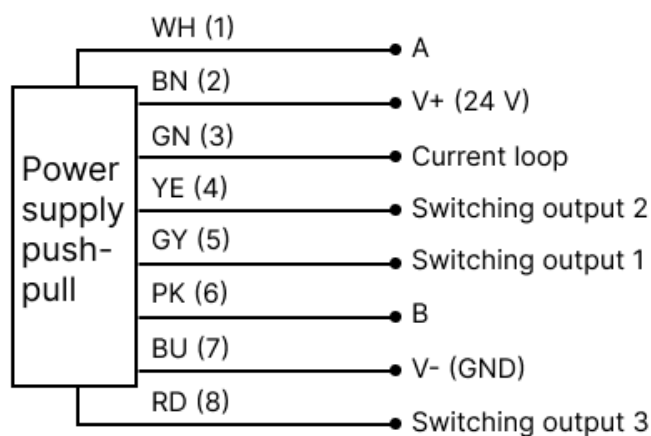 WH (1)
A
BN (2)
V+ (24 V)
GN (3)
Current loop
YE (4)
Switching output 2
GY (5)
Switching output 1
PK (6)
B
BU (7)
V- (GND)
RD (8)
Switching output 3
Power
supply
push-
pull